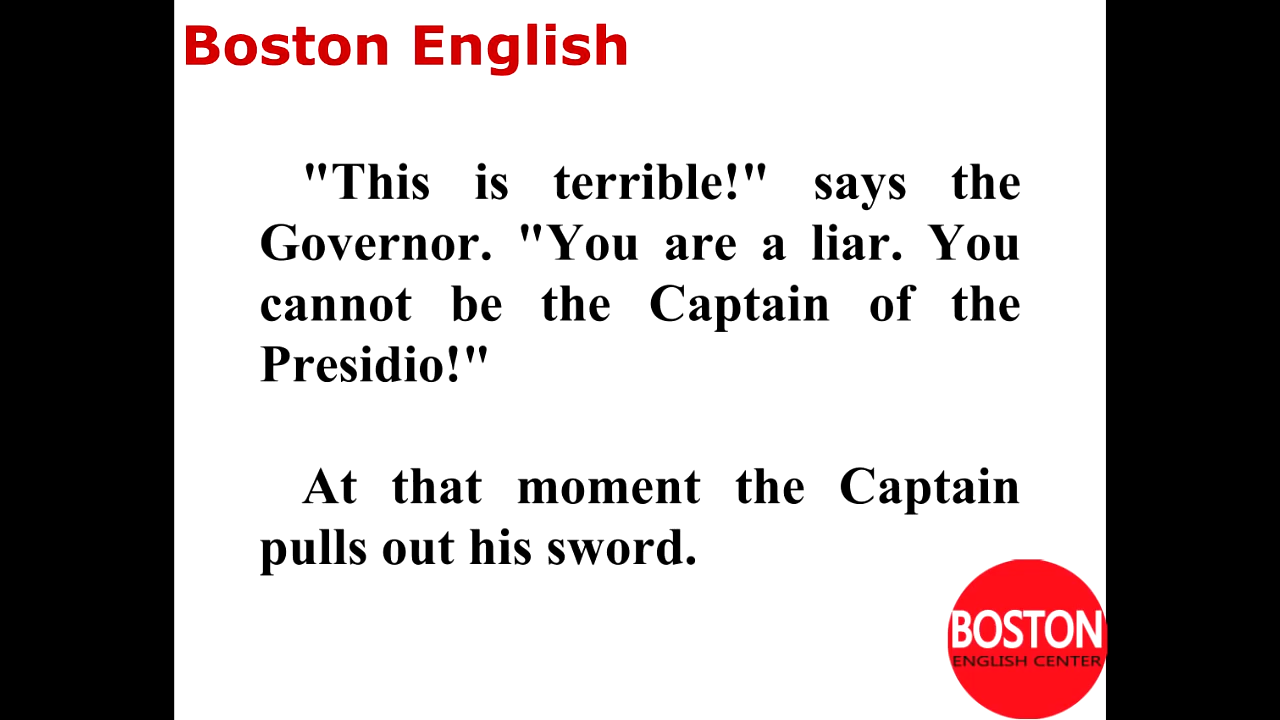 Boston English
"This is terrible!" says the
Governor. "You are a liar. You
cannot be the Captain of the
Presidio!"
At that moment the Captain
pulls out his sword.
BOSTON
ENGLISH CENTER